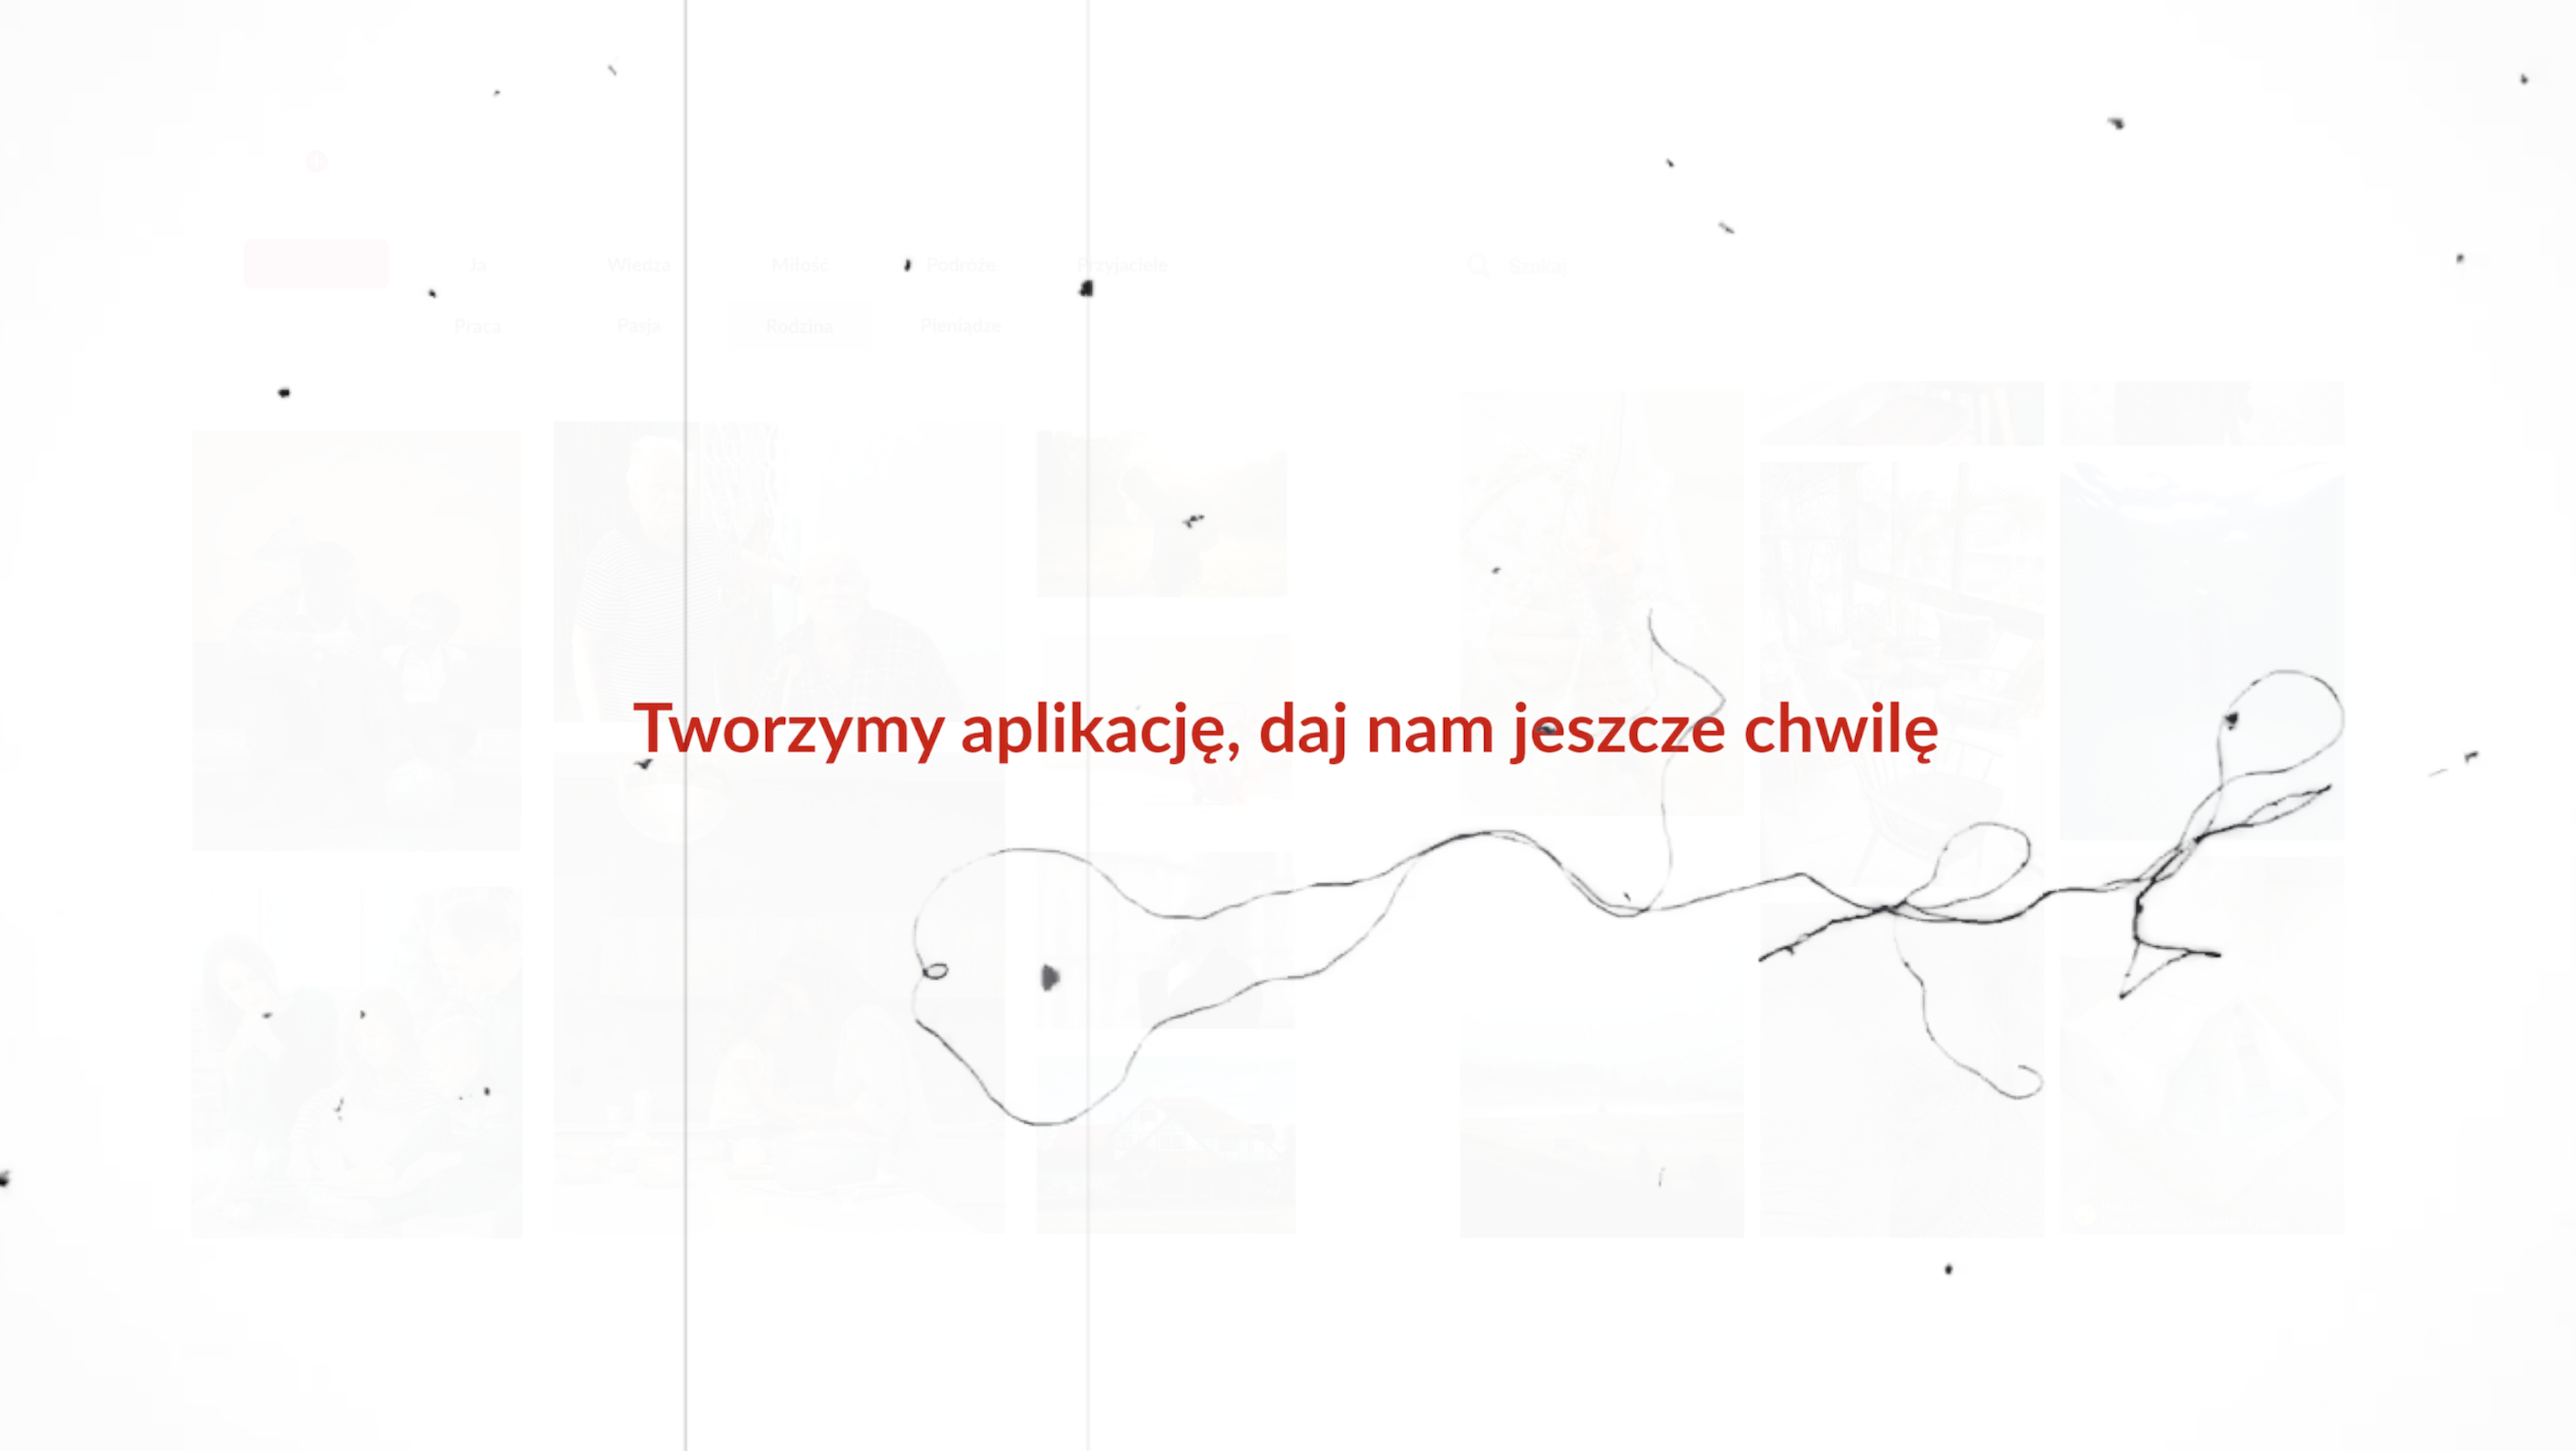 Ja Wiedza Miłość Podróże Przyjaciele Szukaj
Praca Pasja Rodzina Pieniądze
Tworzymy aplikację, daj nam jeszcze chwilę